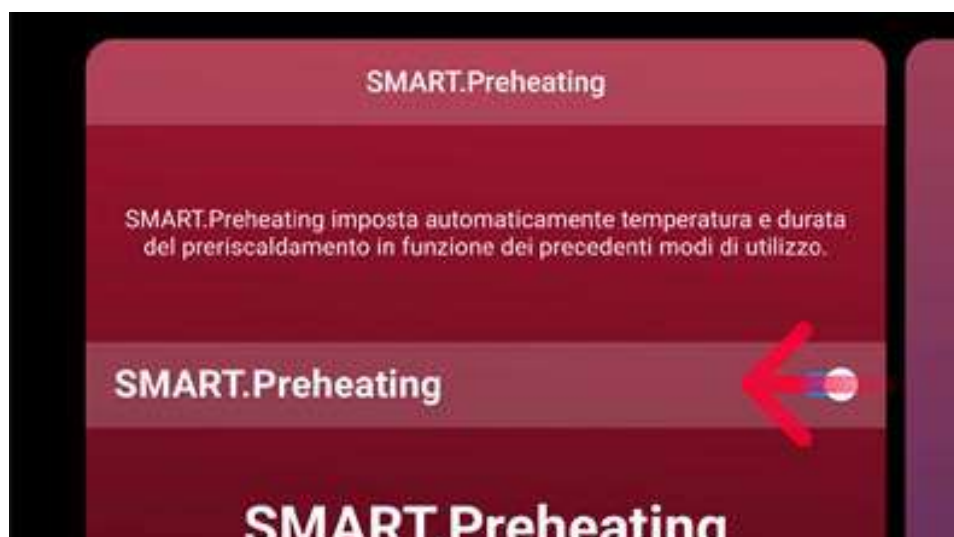 SMART.Preheating
SMART.Preheating imposta automaticamente temperatura e durata
del preriscaldamento in funzione dei precedenti modi di utilizzo.
SMART.Preheating
SMART.Preheating